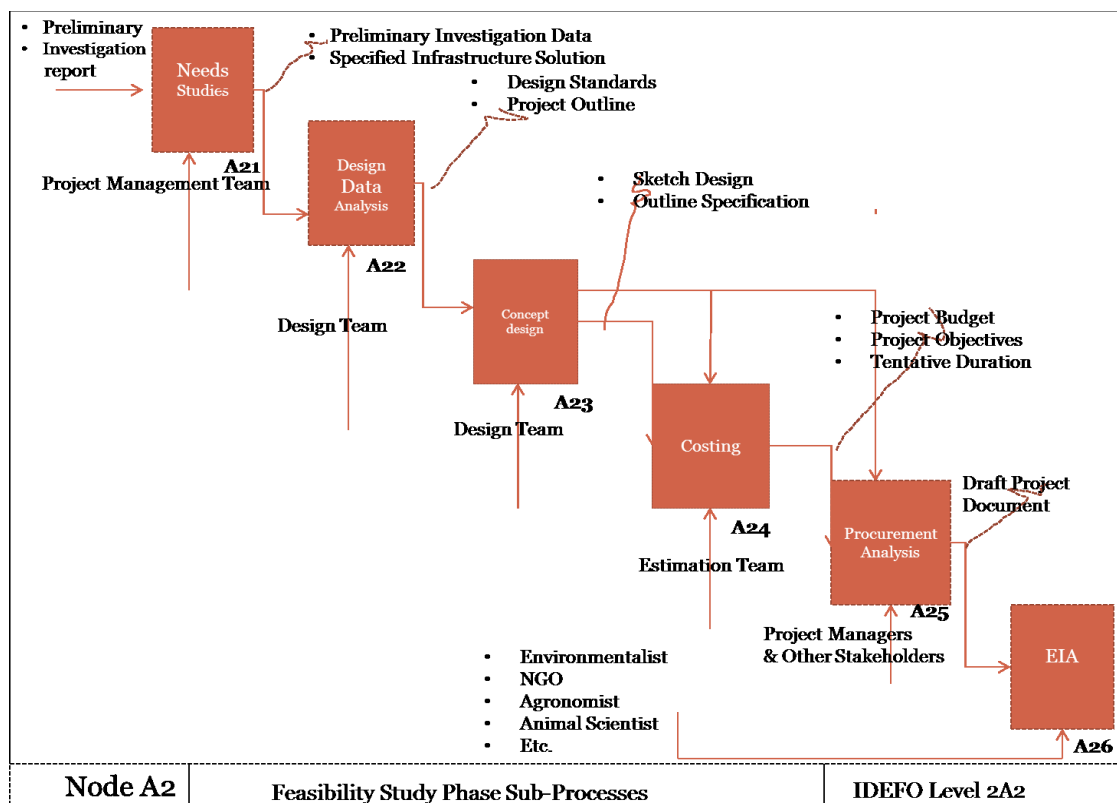 • Preliminary
• Investigation
report
Needs
Studies
A21
Project Management Team
• Preliminary Investigation Data
• Specified Infrastructure Solution
• Design Standards
• Project Outline
Design
Data
Analysis
A22
Design Team
• Sketch Design
• Outline Specification
Concept
design
A23
Design Team
• Project Budget
• Project Objectives
• Tentative Duration
Costing
A24
Estimation Team
Draft Project
Document
Procurement
Analysis
A25
Project Managers
& Other Stakeholders
EIA
A26
• Environmentalist
• NGO
• Agronomist
• Animal Scientist
• Etc.
Node A2
Feasibility Study Phase Sub-Processes
IDEFO Level 2A2